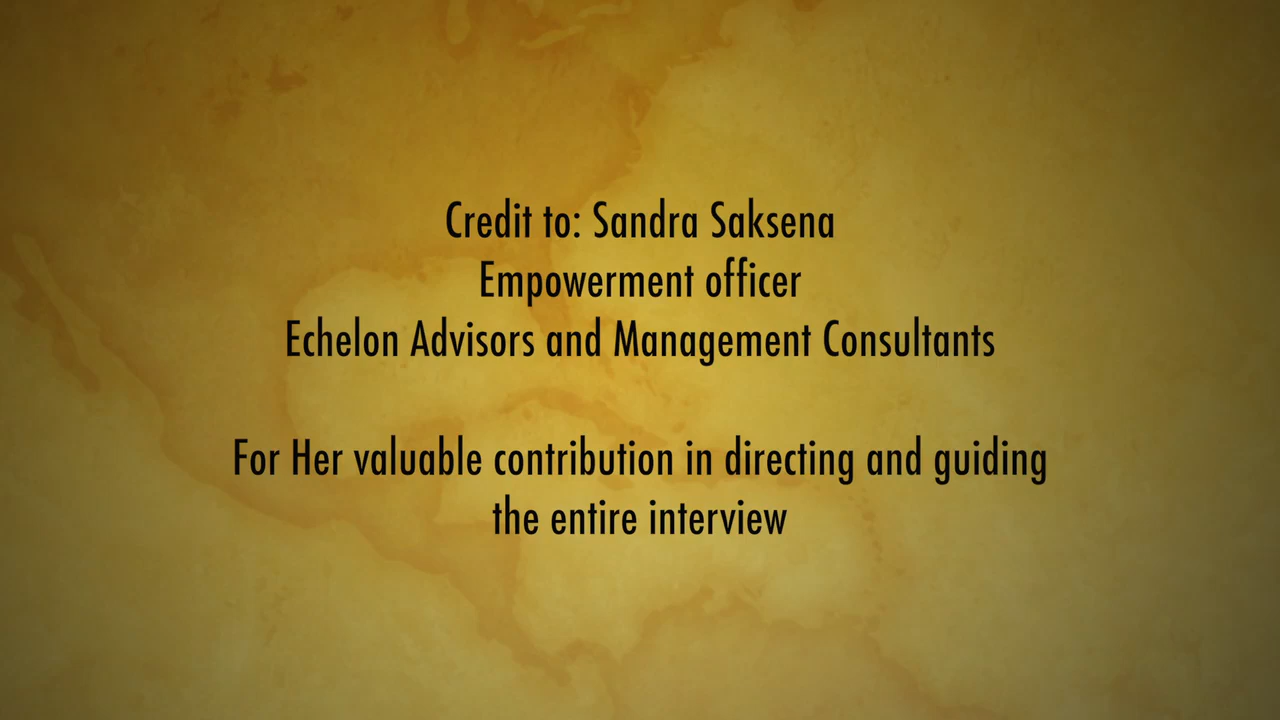 Credit to: Sandra Saksena
Empowerment officer
Echelon Advisors and Management Consultants
For Her valuable contribution in directing and guiding
the entire interview